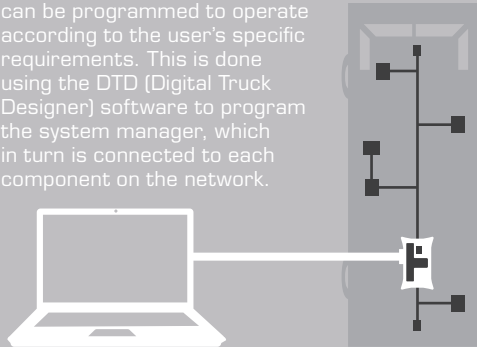 can be programmed to operate
according to the user's specific
requirements. This is done
using the DTD (Digital Truck
Designer) software to program
the system manager, which
in turn is connected to each
component on the network.